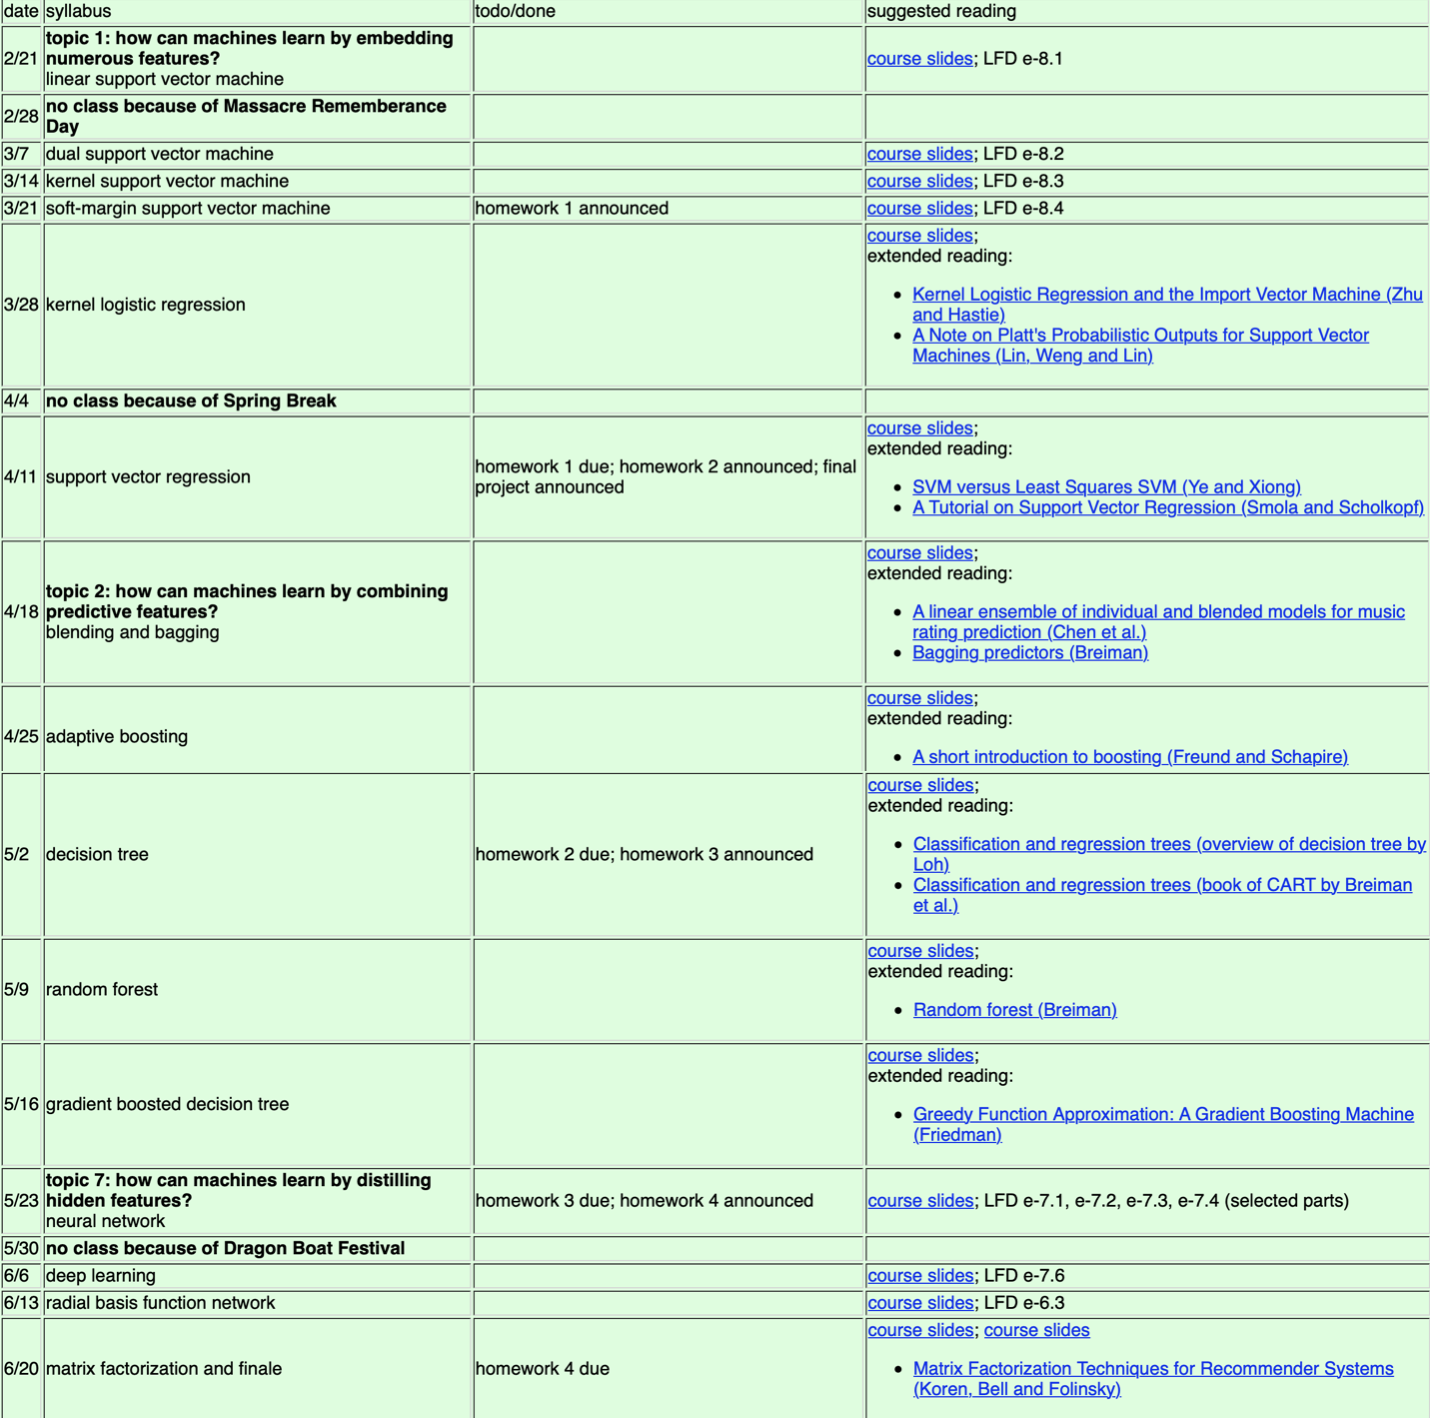 date syllabus todo/done suggested reading
2/21 topic 1: how can machines learn by embedding
numerous features?
linear support vector machine
course slides; LFD e-8.1
2/28 no class because of Massacre Rememberance
Day
3/7 dual support vector machine course slides; LFD e-8.2
3/14 kernel support vector machine course slides; LFD e-8.3
3/21 soft-margin support vector machine homework 1 announced course slides; LFD e-8.4
3/28 kernel logistic regression
course slides;
extended reading:
• Kernel Logistic Regression and the Import Vector Machine (Zhu
and Hastie)
• A Note on Platt's Probabilistic Outputs for Support Vector
Machines (Lin, Weng and Lin)
4/4 no class because of Spring Break
4/11 support vector regression
homework 1 due; homework 2 announced; final
project announced
course slides;
extended reading:
• SVM versus Least Squares SVM (Ye and Xiong)
• A Tutorial on Support Vector Regression (Smola and Scholkopf)
4/18 topic 2: how can machines learn by combining
predictive features?
blending and bagging
course slides;
extended reading:
• A linear ensemble of individual and blended models for music
rating prediction (Chen et al.)
• Bagging predictors (Breiman)
4/25 adaptive boosting
course slides;
extended reading:
• A short introduction to boosting (Freund and Schapire)
5/2 decision tree
homework 2 due; homework 3 announced
course slides;
extended reading:
• Classification and regression trees (overview of decision tree by
Loh)
• Classification and regression trees (book of CART by Breiman
et al.)
5/9 random forest
course slides;
extended reading:
• Random forest (Breiman)
5/16 gradient boosted decision tree
course slides;
extended reading:
• Greedy Function Approximation: A Gradient Boosting Machine
(Friedman)
5/23 topic 7: how can machines learn by distilling
hidden features?
neural network
homework 3 due; homework 4 announced
course slides; LFD e-7.1, e-7.2, e-7.3, e-7.4 (selected parts)
5/30 no class because of Dragon Boat Festival
6/6 deep learning course slides; LFD e-7.6
6/13 radial basis function network course slides; LFD e-6.3
6/20 matrix factorization and finale
homework 4 due
course slides; course slides
• Matrix Factorization Techniques for Recommender Systems
(Koren, Bell and Folinsky)